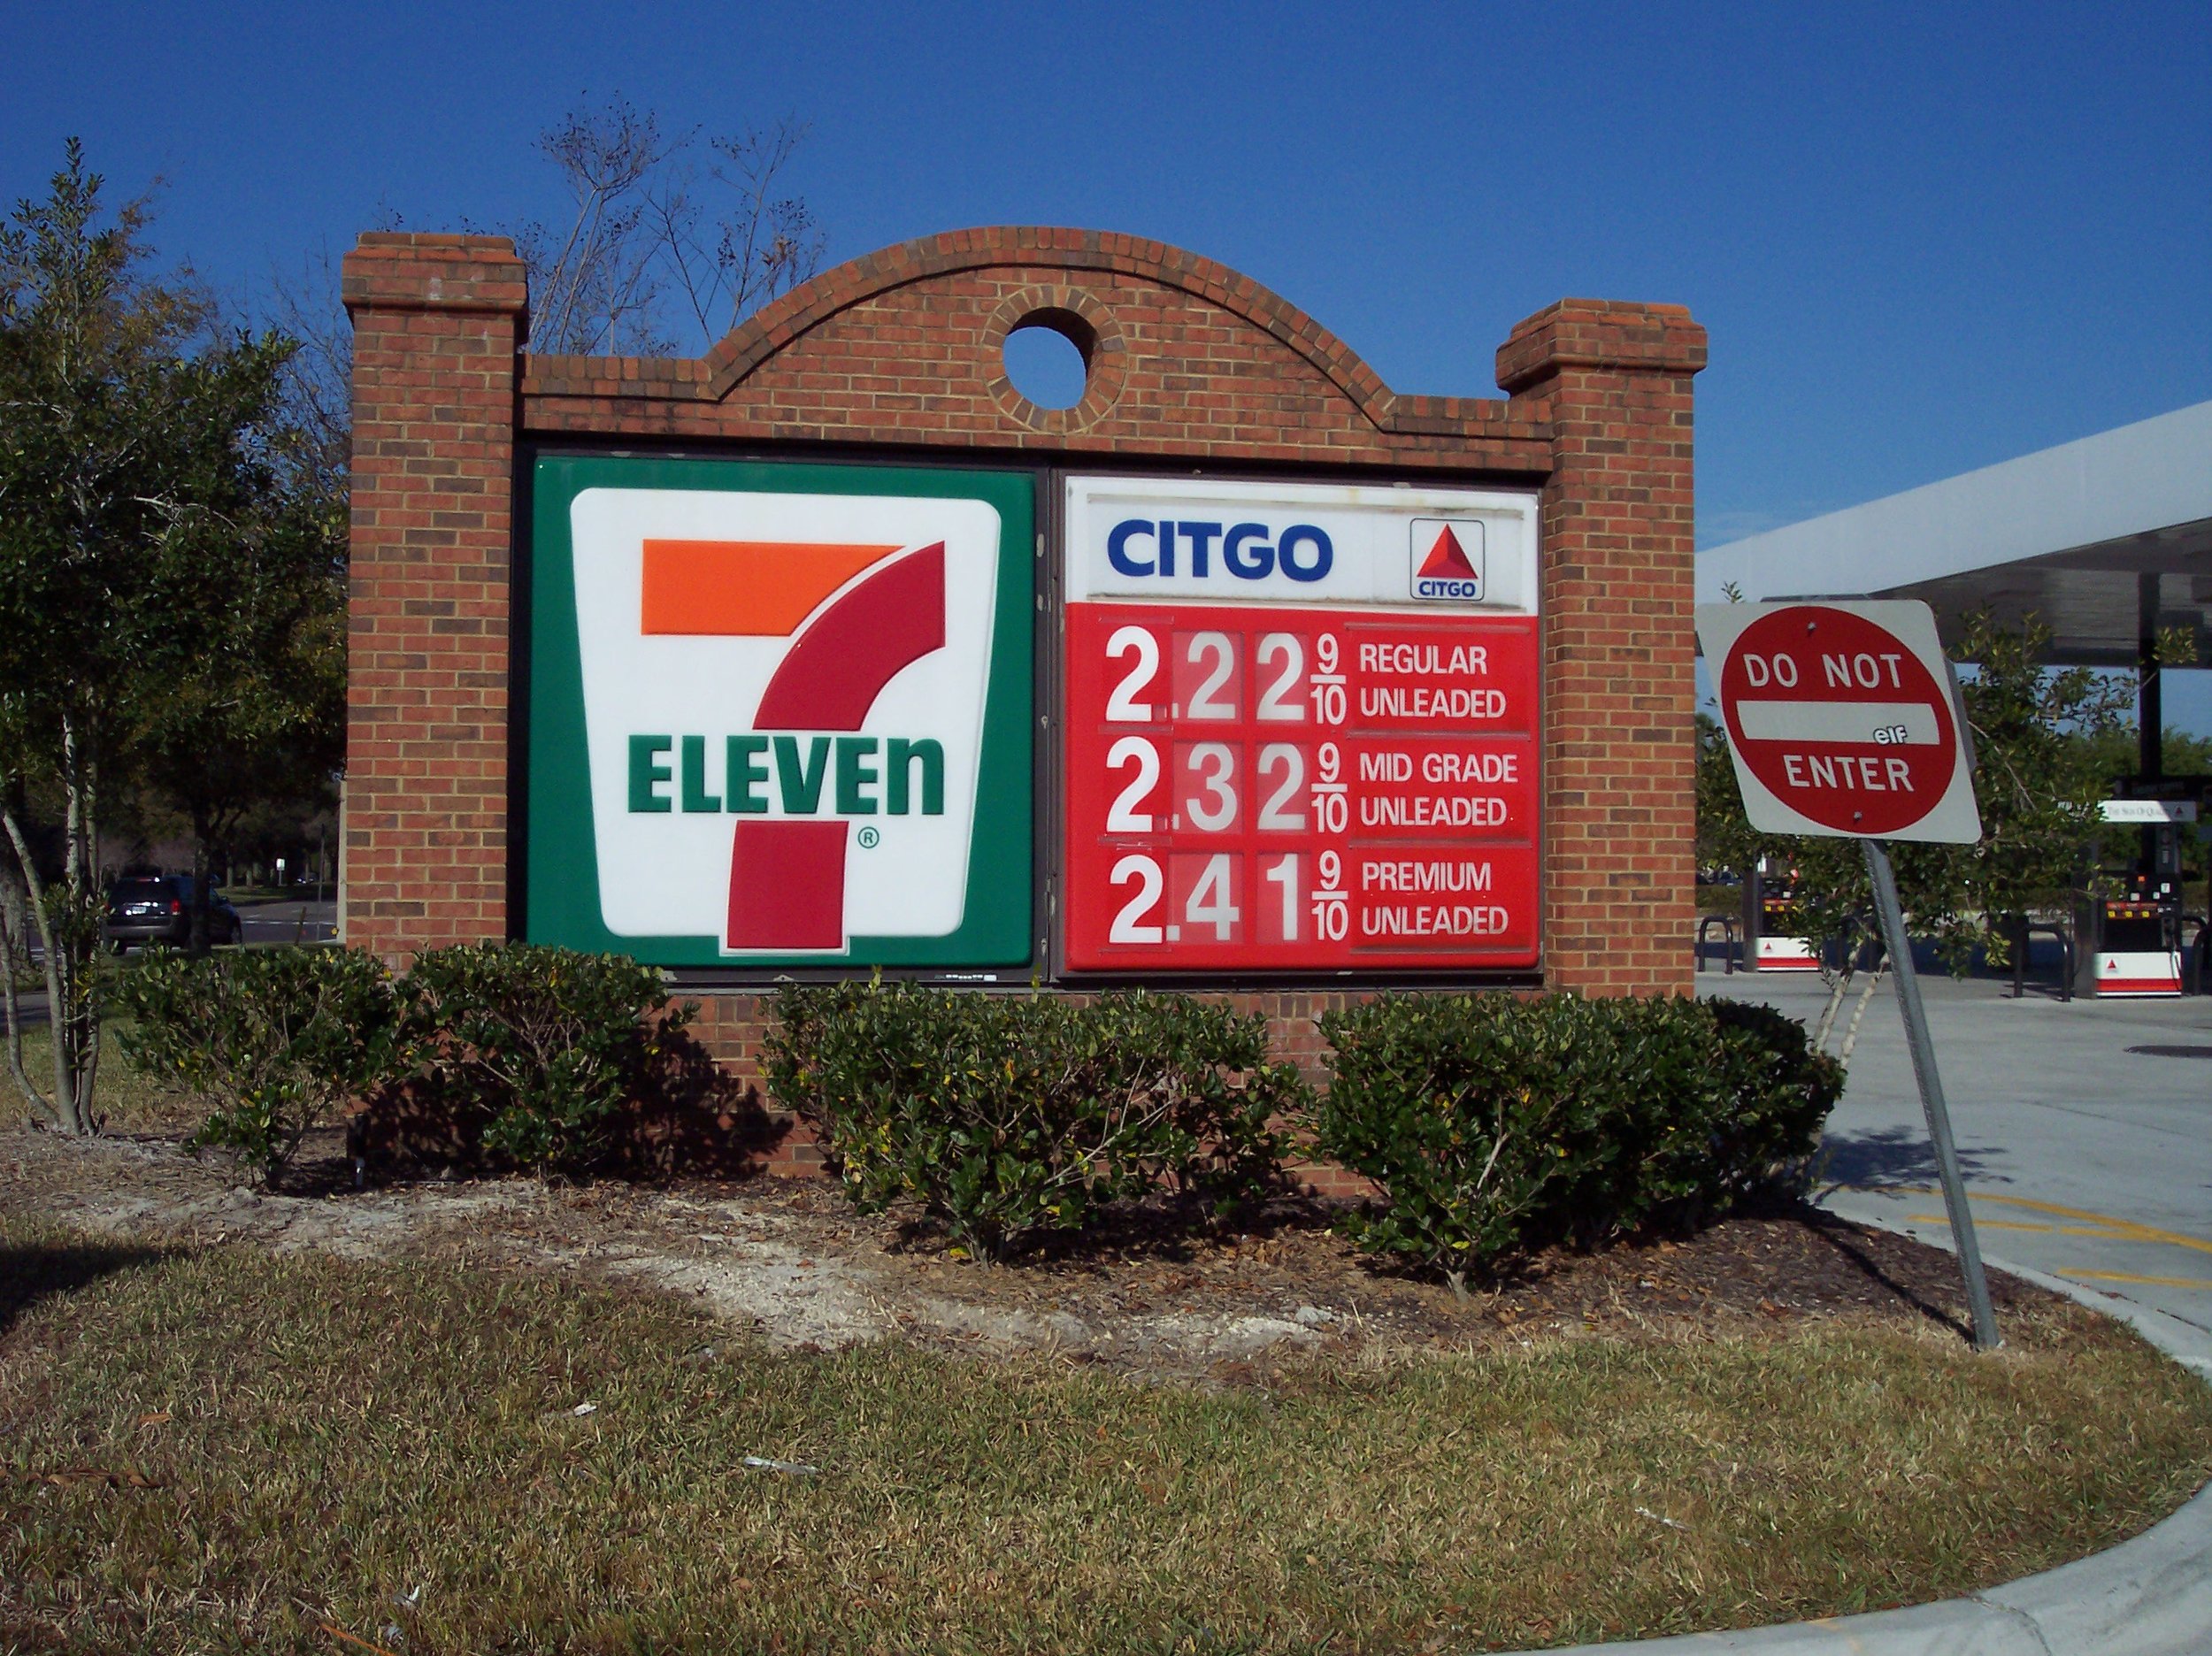 7
ELEVEn
®
CITGO
CITGO
2.22 9/10 REGULAR
UNLEADED
2.32 9/10 MID GRADE
UNLEADED
2.41 9/10 PREMIUM
UNLEADED
DO NOT
elf
ENTER